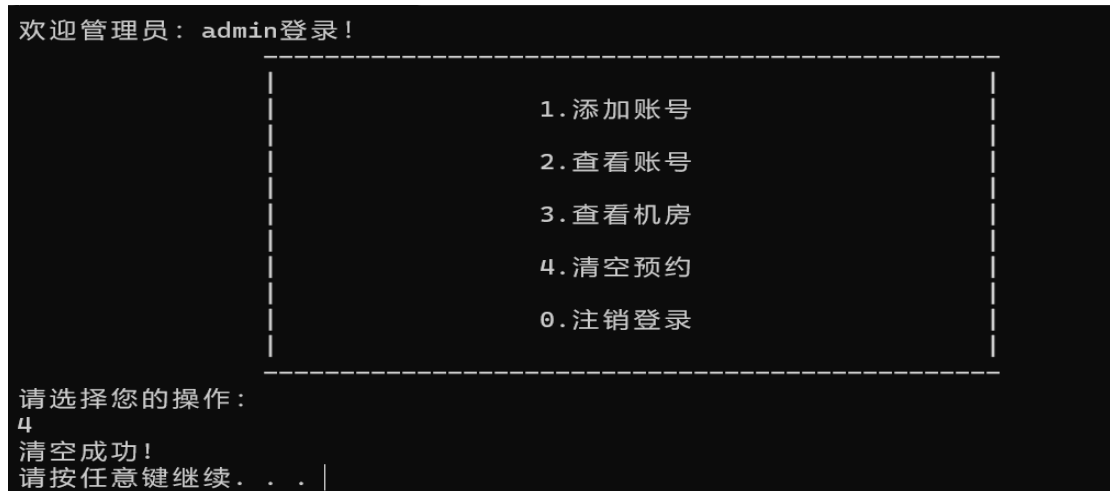 欢迎管理员: admin登录!
1.添加账号
2.查看账号
3.查看机房
4.清空预约
0.注销登录
请选择您的操作:
4
清空成功!
请按任意键继续. . .